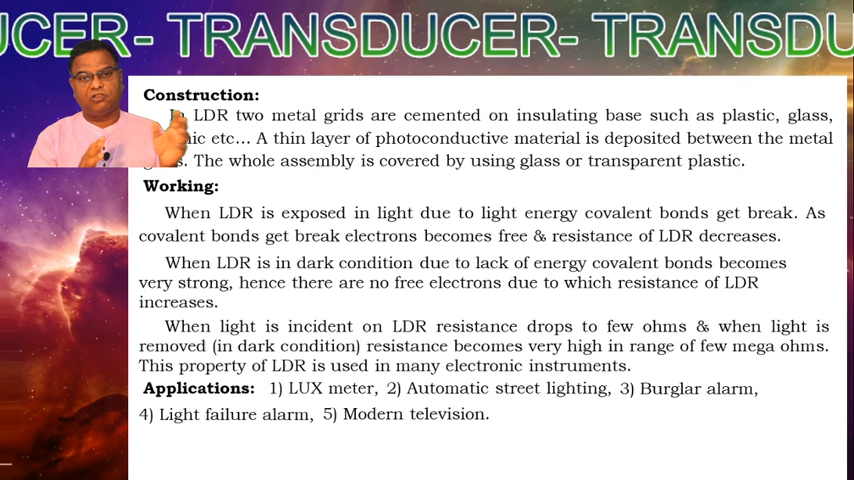 UCER- TRANSDUCER- TRANSDU
Construction:
LDR two metal grids are cemented on insulating base such as plastic, glass,
etc... A thin layer of photoconductive material is deposited between the metal
The whole assembly is covered by using glass or transparent plastic.
Working:
When LDR is exposed in light due to light energy covalent bonds get break. As
covalent bonds get break electrons becomes free & resistance of LDR decreases.
When LDR is in dark condition due to lack of energy covalent bonds becomes
very strong, hence there are no free electrons due to which resistance of LDR
increases.
When light is incident on LDR resistance drops to few ohms & when light is
removed (in dark condition) resistance becomes very high in range of few mega ohms.
This property of LDR is used in many electronic instruments.
Applications: 1) LUX meter, 2) Automatic street lighting, 3) Burglar alarm,
4) Light failure alarm, 5) Modern television.